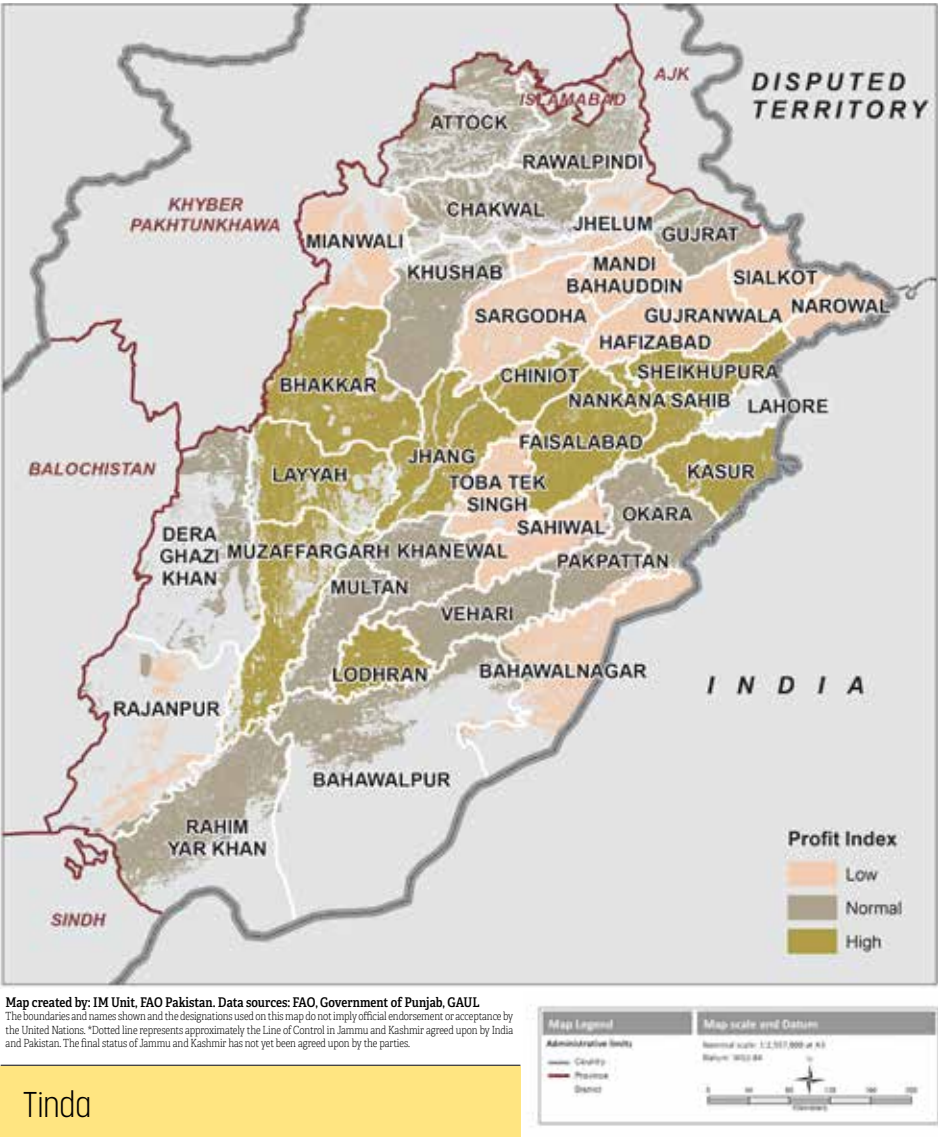 AJK
DISPUTED
TERRITORY
ISLAMABAD
ATTOCK
RAWALPINDI
KHYBER
PAKHTUNKHAWA
CHAKWAL
JHELUM
GUJRAT
MIANWALI
KHUSHAB
MANDI
BAHAUDDIN
SIALKOT
NAROWAL
SARGODHA
GUJRANWALA
HAFIZABAD
BHAKKAR
CHINIOT
SHEIKHUPURA
NANKANA SAHIB
LAHORE
FAISALABAD
BALOCHISTAN
LAYYAH
JHANG
KASUR
TOBA TEK
SINGH
OKARA
SAHIWAL
DERA
GHAZI
KHAN
MUZAFFARGARH
KHANEWAL
PAKPATTAN
MULTAN
VEHARI
LODHRAN
BAHAWALNAGAR
INDIA
RAJANPUR
BAHAWALPUR
RAHIM
YAR KHAN
SINDH
Profit Index
Low
Normal
High
Map created by: IM Unit, FAO Pakistan. Data sources: FAO, Government of Punjab, GAUL
The boundaries and names shown and the designations used on this map do not imply official endorsement or acceptance by
the United Nations. *Dotted line represents approximately the Line of Control in Jammu and Kashmir agreed upon by India
and Pakistan. The final status of Jammu and Kashmir has not yet been agreed upon by the parties.
Map Legend
Administrative limits
Country
Province
District
Map scale and Datum
Nominal scale
Kilometers
Tinda